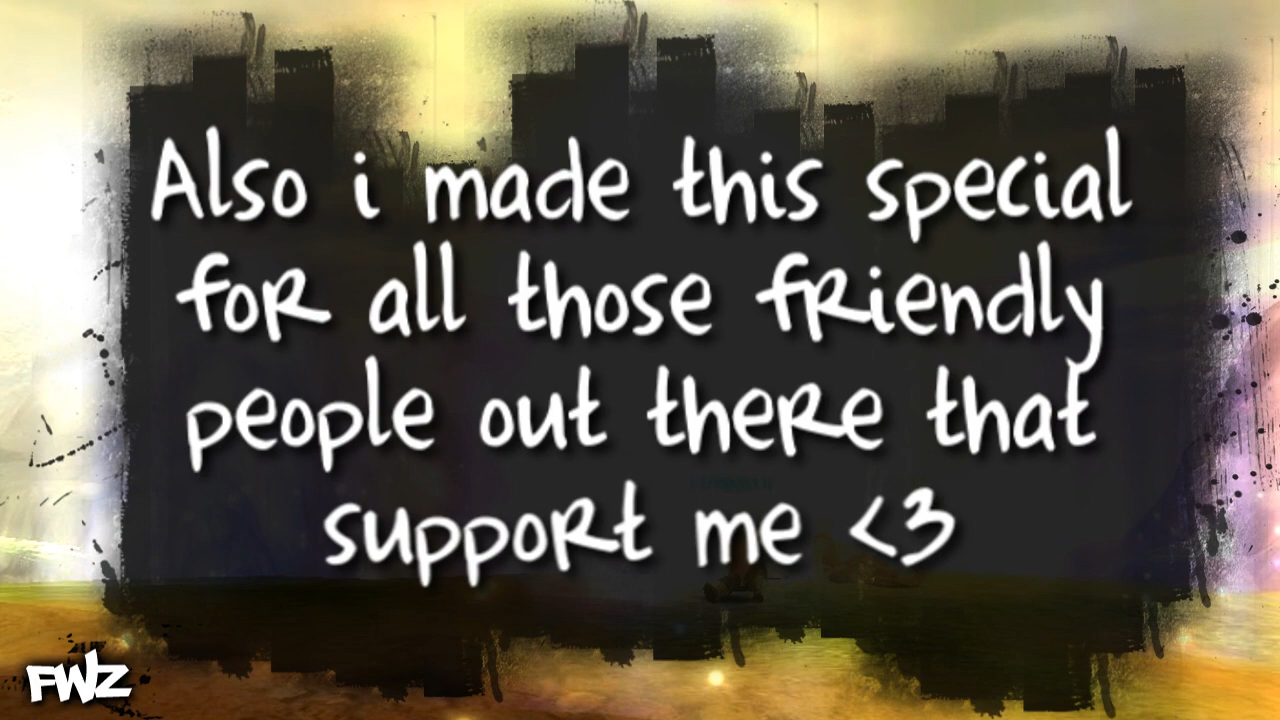 Also i made this special
for all those friendly
people out there that
support me <3
FWZ